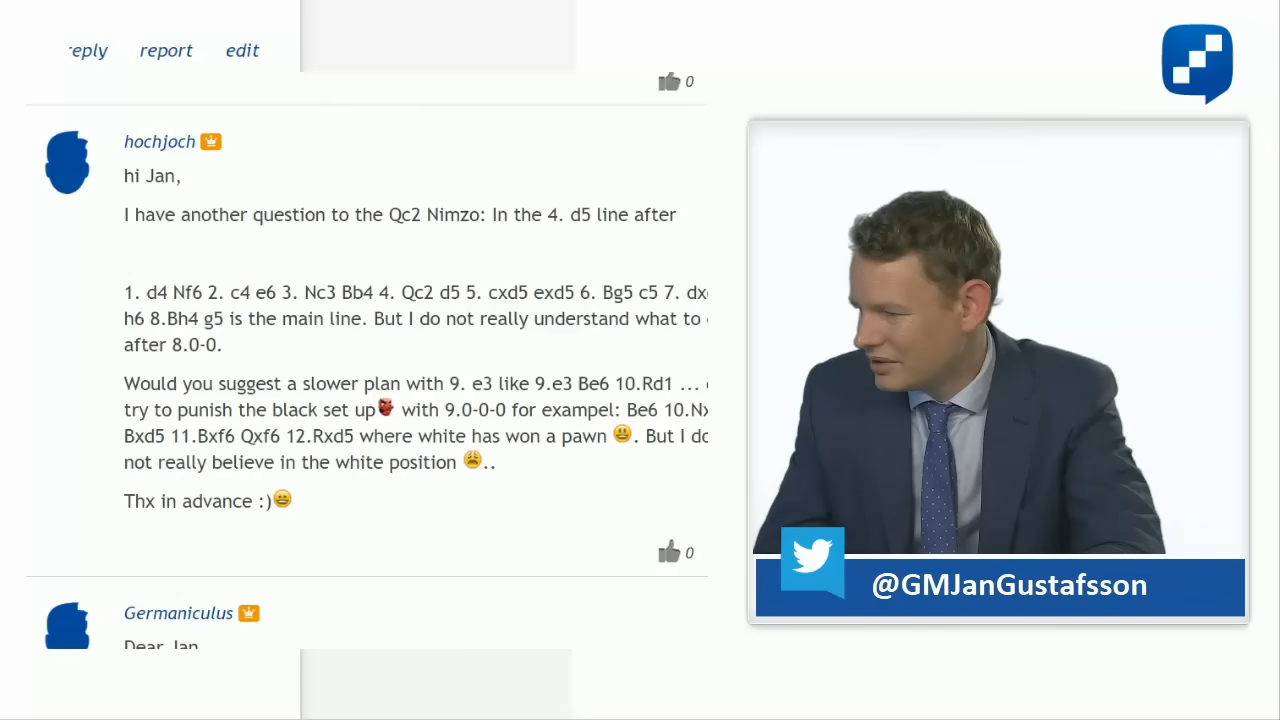 reply report edit
0
hochjoch
hi Jan,
I have another question to the Qc2 Nimzo: In the 4. d5 line after
1. d4 Nf6 2. c4 e6 3. Nc3 Bb4 4. Qc2 d5 5. cxd5 exd5 6. Bg5 c5 7.
h6 8.Bh4 g5 is the main line. But I do not really understand what to
after 8.0-0.
Would you suggest a slower plan with 9. e3 like 9.e3 Be6 10.Rd1 ...
try to punish the black set up with 9.0-0-0 for exampel: Be6
Bxd5 11.Bxf6 Qxf6 12.Rxd5 where white has won a pawn . But I do
not really believe in the white position ..
Thx in advance :)
0
Germaniculus
Dear Jan
@GMJanGustafsson